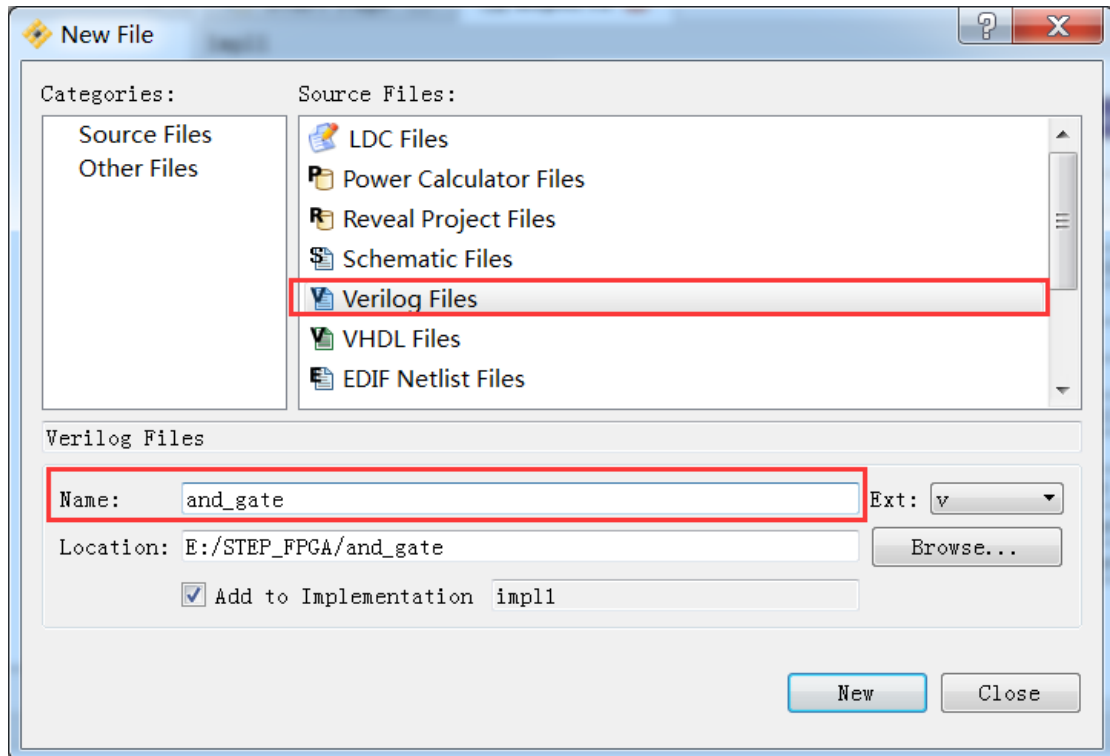 New File
impl1
Categories:
Source Files:
Source Files
Other Files
LDC Files
Power Calculator Files
Reveal Project Files
Schematic Files
Verilog Files
VHDL Files
EDIF Netlist Files
Verilog Files
Name: and_gate Ext: v
Location: E:/STEP_FPGA/and_gate Browse...
Add to Implementation impl1
New Close